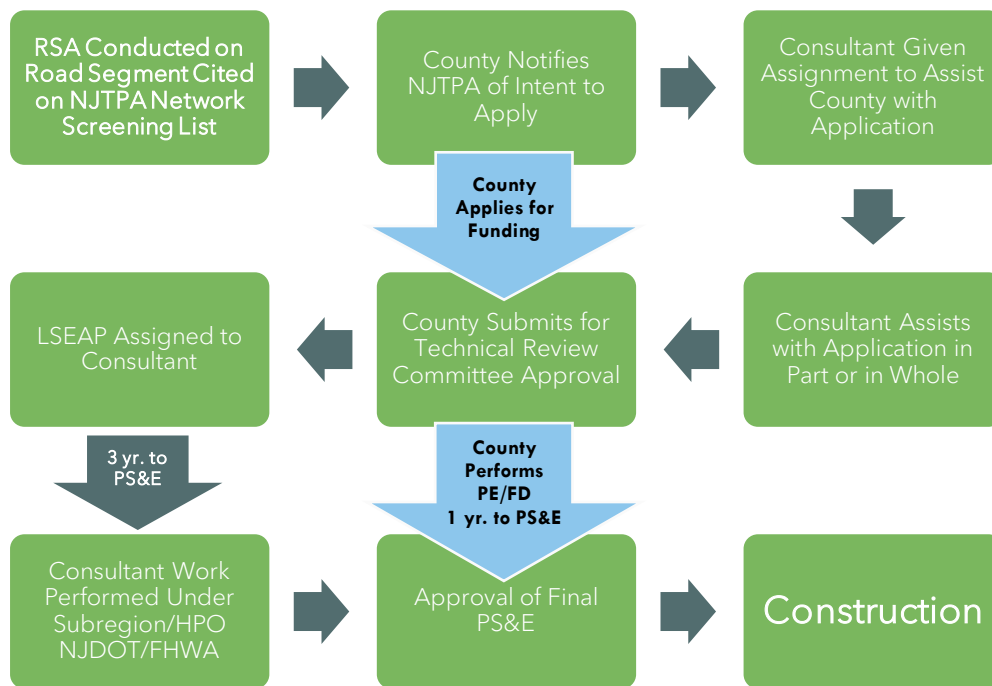 RSA Conducted on
Road Segment Cited
on NJTPA Network
Screening List
County Notifies
NJTPA of Intent to
Apply
Consultant Given
Assignment to Assist
County with
Application
County
Applies for
Funding
LSEAP Assigned to
Consultant
County Submits for
Technical Review
Committee Approval
Consultant Assists
with Application in
Part or in Whole
3 yr. to
PS&E
County
Performs
PE/FD
1 yr. to PS&E
Consultant Work
Performed Under
Subregion/HPO
NJDOT/FHWA
Approval of Final
PS&E
Construction